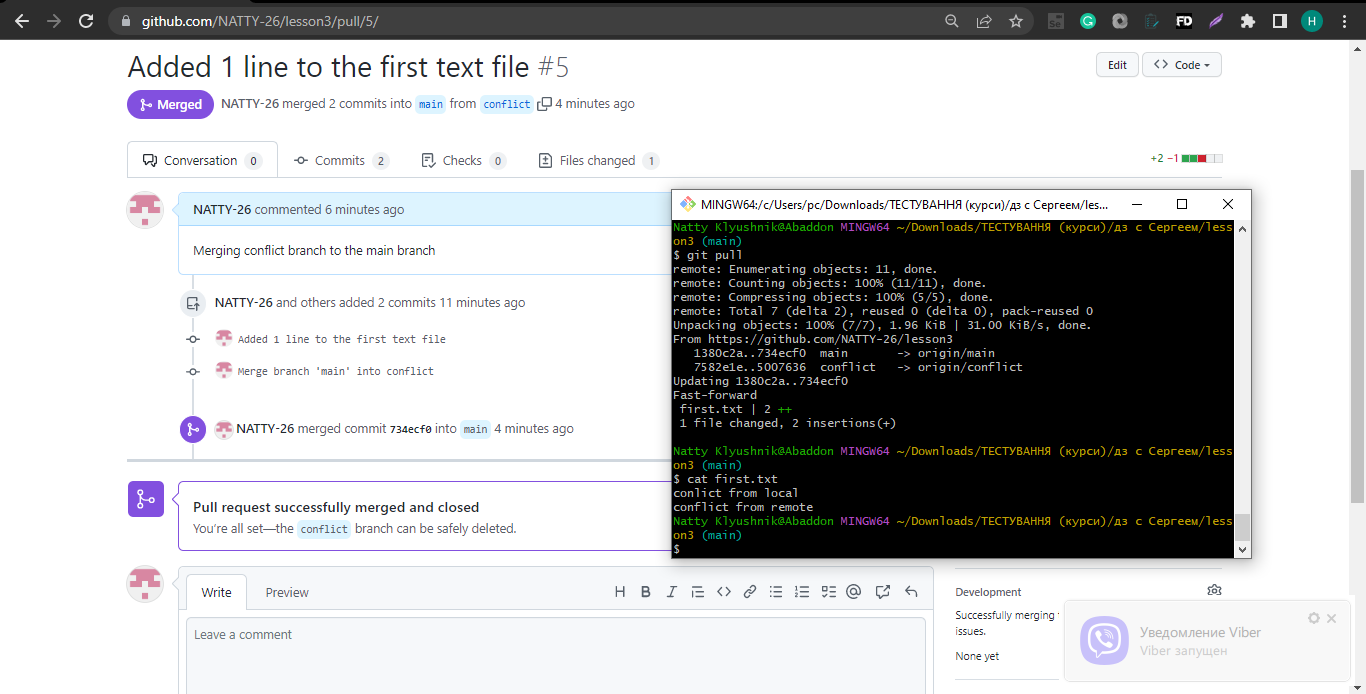 github.com/NATTY-26/lesson3/pull/5/
FD
H
Added 1 line to the first text file #5
Edit
Code
Merged
NATTY-26 merged 2 commits into main from conflict 4 minutes ago
Conversation 0
Commits 2
Checks 0
Files changed 1
+2 −1
NATTY-26 commented 6 minutes ago
Merging conflict branch to the main branch
NATTY-26 and others added 2 commits 11 minutes ago
Added 1 line to the first text file
Merge branch 'main' into conflict
NATTY-26 merged commit 734ecf0 into main 4 minutes ago
Pull request successfully merged and closed
You’re all set—the conflict branch can be safely deleted.
Write
Preview
Leave a comment
MINGW64:/c/Users/pc/Downloads/ТЕСТУВАННЯ (курси)/дз с Сергеем/les...
Natty Klyushnik@Abaddon MINGW64 ~/Downloads/ТЕСТУВАННЯ (курси)/дз с Сергеем/less
on3 (main)
$ git pull
remote: Enumerating objects: 11, done.
remote: Counting objects: 100% (11/11), done.
remote: Compressing objects: 100% (5/5), done.
remote: Total 7 (delta 2), reused 0 (delta 0), pack-reused 0
Unpacking objects: 100% (7/7), 1.96 KiB | 31.00 KiB/s, done.
From https://github.com/NATTY-26/lesson3
1380c2a..734ecf0 main -> origin/main
7582e1e..5007636 conflict -> origin/conflict
Updating 1380c2a..734ecf0
Fast-forward
first.txt | 2 ++
1 file changed, 2 insertions(+)
Natty Klyushnik@Abaddon MINGW64 ~/Downloads/ТЕСТУВАННЯ (курси)/дз с Сергеем/less
on3 (main)
$ cat first.txt
conlict from local
conflict from remote
Natty Klyushnik@Abaddon MINGW64 ~/Downloads/ТЕСТУВАННЯ (курси)/дз с Сергеем/less
on3 (main)
$
Development
Successfully merging
issues.
None yet
Уведомление Viber
Viber запущен